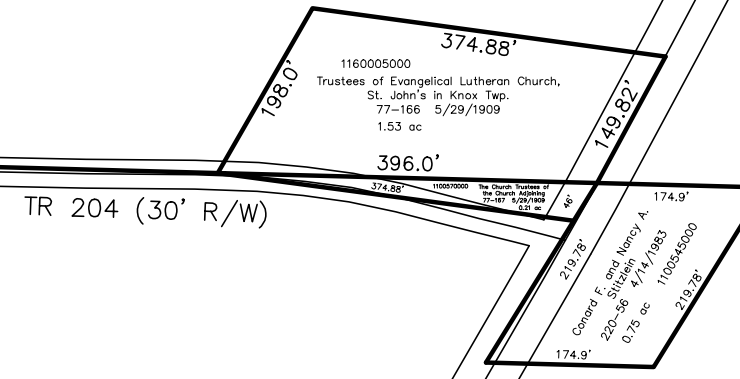 374.88'
198.0'
1160005000
Trustees of Evangelical Lutheran Church,
St. John's in Knox Twp.
77-166 5/29/1909
1.53 ac
149.82'
396.0'
374.88'
1100570000
The Church Trustees of
the Church Adjoining
77-167 5/29/1909
0.21 ac
46'
174.9'
TR 204 (30' R/W)
219.78'
Conard F. and Nancy A.
Stitzlein
220-56 4/14/1983
0.75 ac 1100545000
219.78'
174.9'